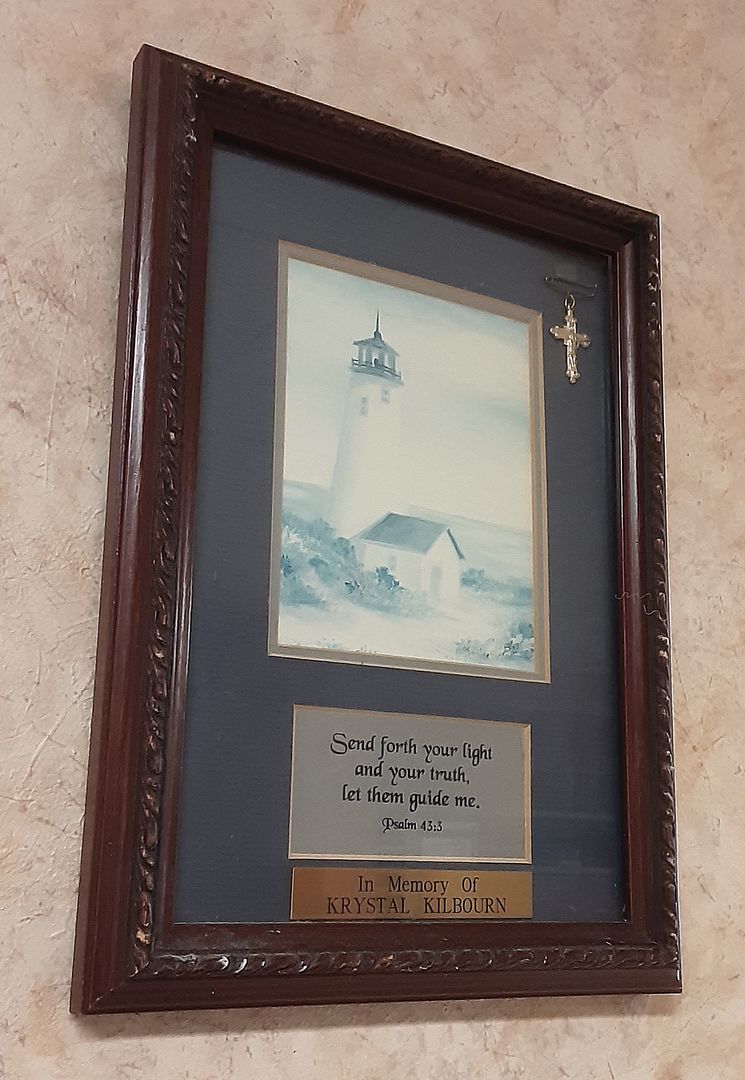 Send forth your light
and your truth,
let them guide me.
Psalm 43:3
In Memory Of
KRYSTAL KILBOURN